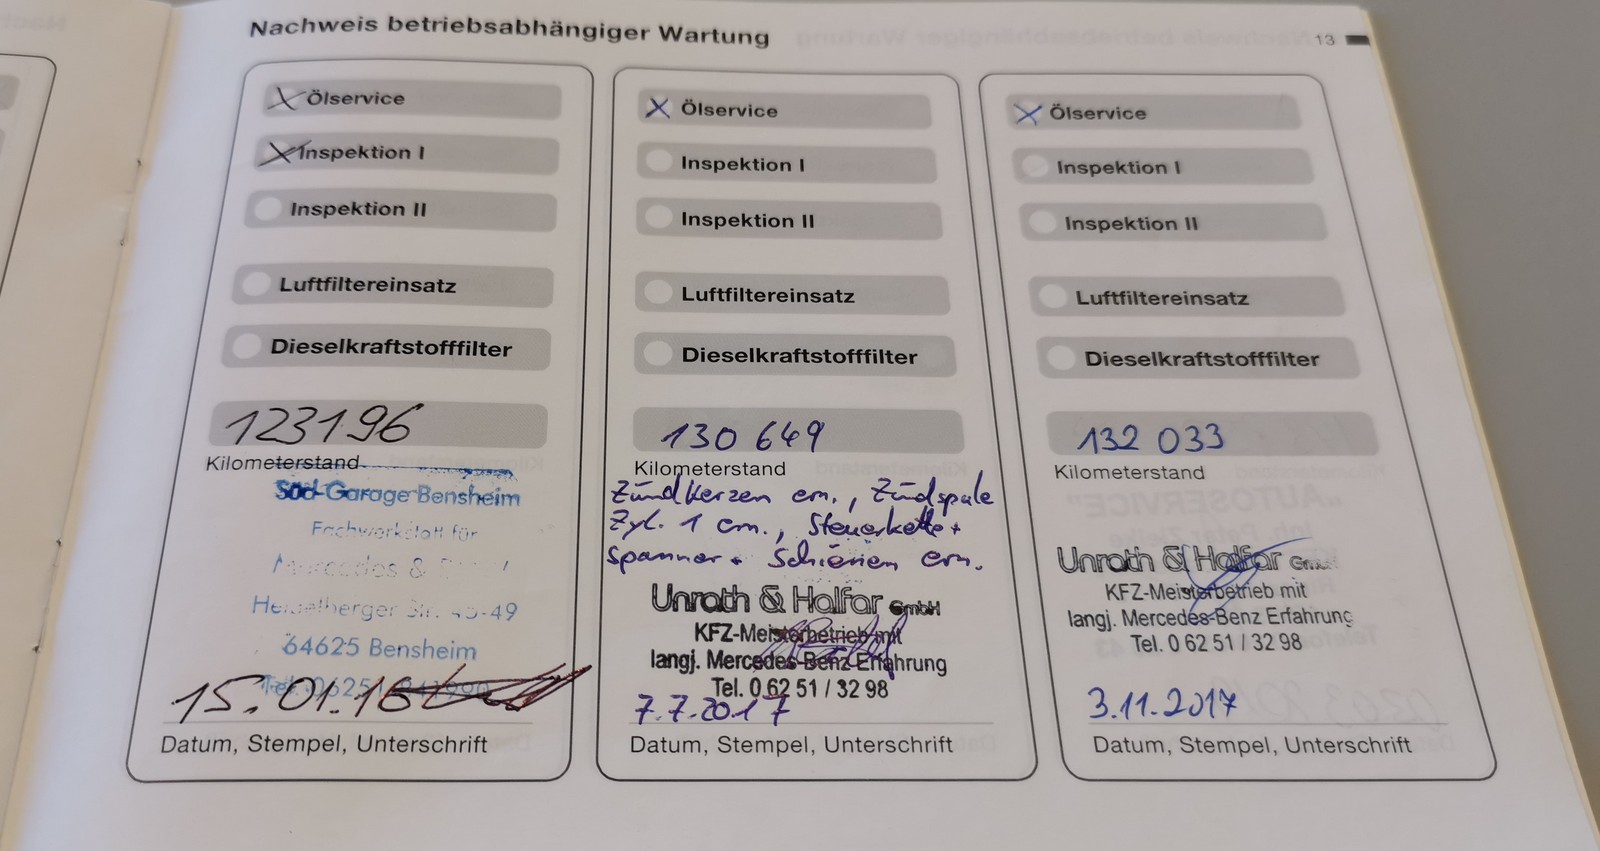 Nachweis betriebsabhängiger Wartung
13
X Ölservice
X Inspektion I
Inspektion II
Luftfiltereinsatz
Dieselkraftstofffilter
123196
Kilometerstand
Süd-Garage Bensheim
Fachwerkstatt für
&
49
64625 Bensheim
Tel. 06251
15.01.16
Datum, Stempel, Unterschrift
X Ölservice
Inspektion I
Inspektion II
Luftfiltereinsatz
Dieselkraftstofffilter
130 649
Kilometerstand
Zündkerzen ern., Zündspule
Zyl. 1 ern., Steuerkette +
Spanner + Schienen ern.
Unrath & Halfar GmbH
KFZ-Meisterbetrieb mit
langj. Mercedes-Benz Erfahrung
Tel. 0 62 51 / 32 98
7.7.2017
Datum, Stempel, Unterschrift
X Ölservice
Inspektion I
Inspektion II
Luftfiltereinsatz
Dieselkraftstofffilter
132 033
Kilometerstand
Unrath & Halfar GmbH
KFZ-Meisterbetrieb mit
langj. Mercedes-Benz Erfahrung
Tel. 0 62 51 / 32 98
3.11.2017
Datum, Stempel, Unterschrift